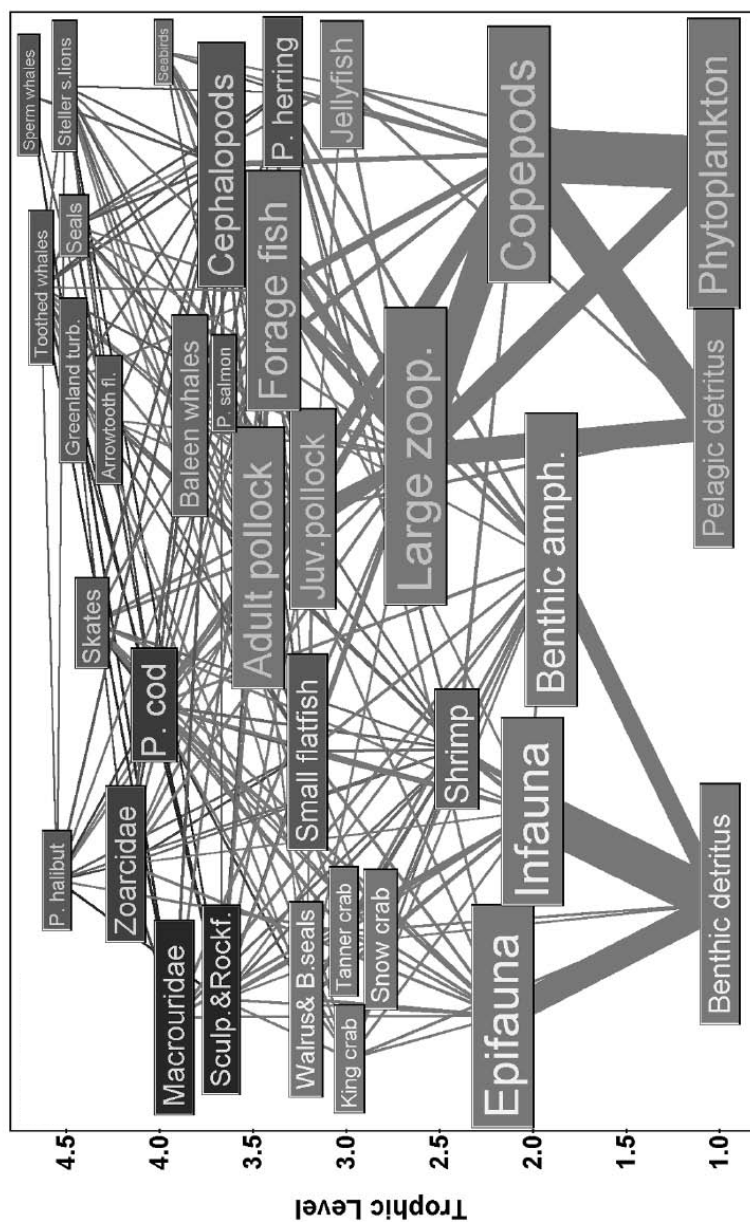 Trophic Level
4.5
4.0
3.5
3.0
2.5
2.0
1.5
1.0
Sperm whales
Toothed whales
P. halibut
Steller s.lions
Seals
Greenland turb.
Skates
Arrowtooth fl.
Zoarcidae
P. cod
Seabirds
Macrouridae
Baleen whales
Sculp.&Rockf.
P. salmon
Cephalopods
Adult pollock
Forage fish
P. herring
Walrus& B.seals
Small flatfish
Juv.pollock
Jellyfish
King crab
Tanner crab
Snow crab
Large zoop.
Shrimp
Epifauna
Infauna
Benthic amph.
Copepods
Benthic detritus
Pelagic detritus
Phytoplankton